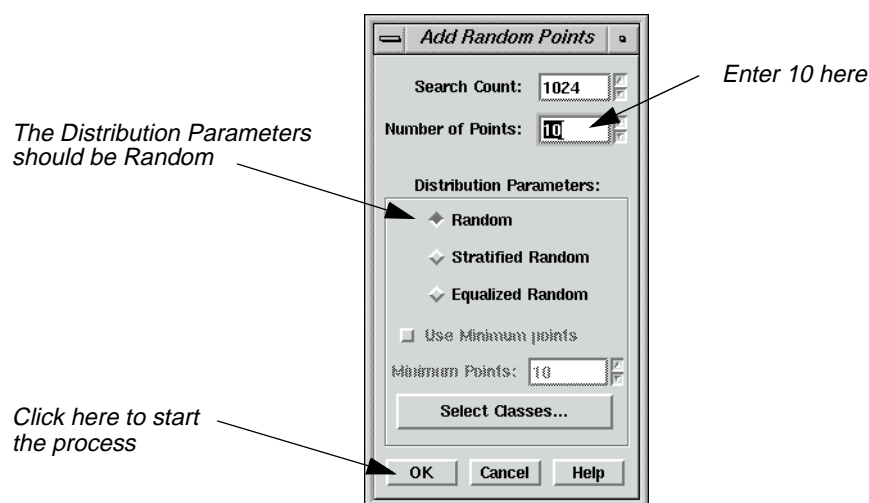 Add Random Points
Search Count: 1024
Enter 10 here
Number of Points: 10
The Distribution Parameters
should be Random
Distribution Parameters:
Random
Stratified Random
Equalized Random
Use Minimum points
Minimum Points: 10
Select Classes...
Click here to start
the process
OK Cancel Help